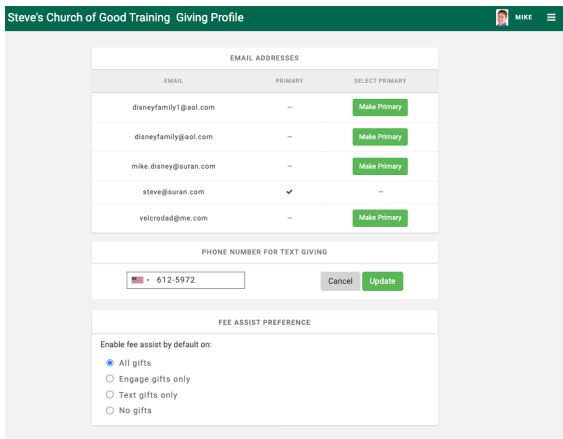 Steve's Church of Good Training Giving Profile
MIKE
EMAIL ADDRESSES
EMAIL PRIMARY SELECT PRIMARY
disneyfamily1@aol.com – Make Primary
disneyfamily@aol.com – Make Primary
mike.disney@suran.com – Make Primary
steve@suran.com ✔ –
velcrodad@me.com – Make Primary
PHONE NUMBER FOR TEXT GIVING
612-5972 Cancel Update
FEE ASSIST PREFERENCE
Enable fee assist by default on:
All gifts
Engage gifts only
Text gifts only
No gifts